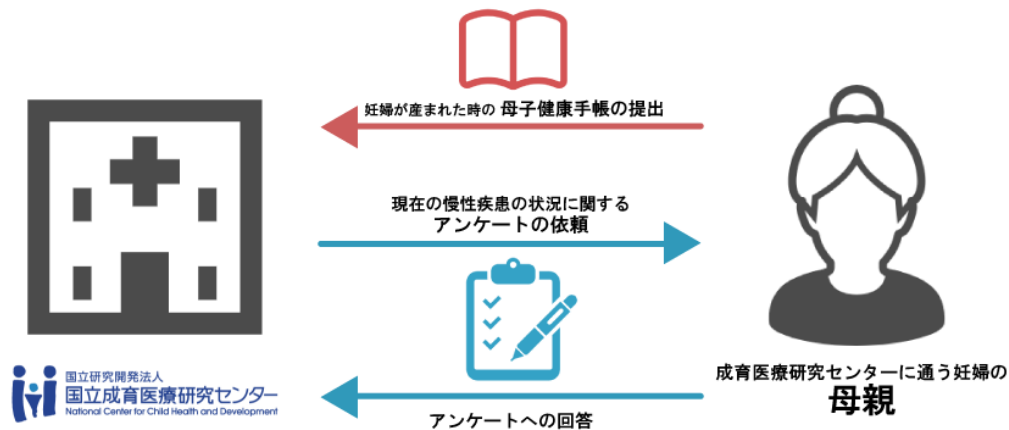 妊婦が産まれた時の 母子健康手帳の提出
現在の慢性疾患の状況に関する
アンケートの依頼
国立研究開発法人
国立成育医療研究センター
National Center for Child Health and Development
アンケートへの回答
成育医療研究センターに通う妊婦の
母親